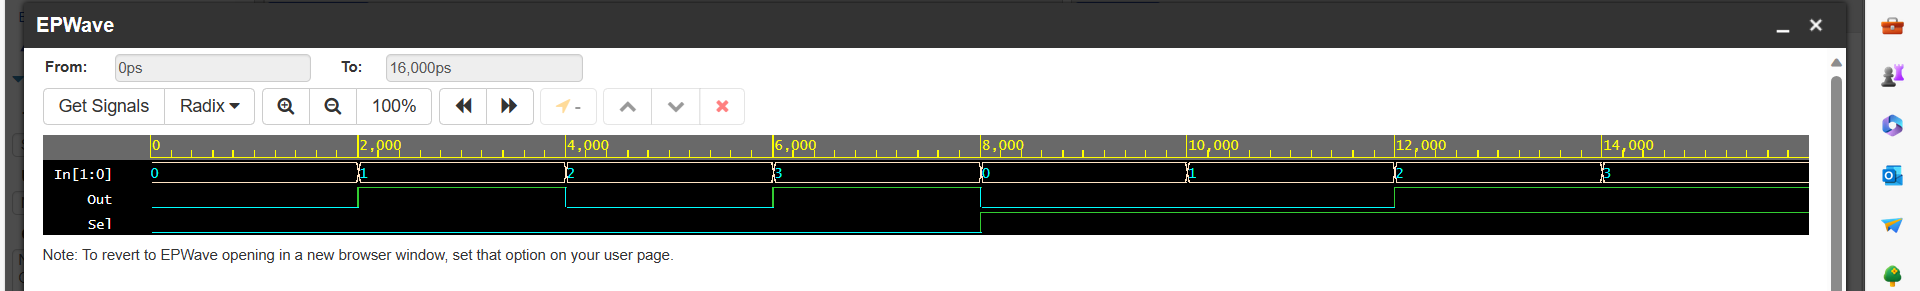 EPWave
From: 0ps To: 16,000ps
Get Signals Radix 100% -
0 2,000 4,000 6,000 8,000 10,000 12,000 14,000
In[1:0] 0 1 2 3 0 1 2 3
Out
Sel
Note: To revert to EPWave opening in a new browser window, set that option on your user page.